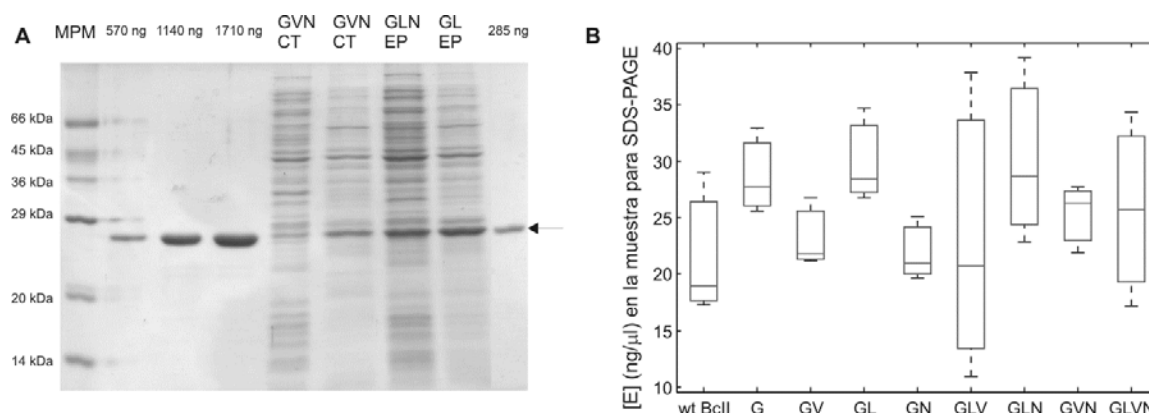 A
MPM 570 ng 1140 ng 1710 ng GVN CT GVN CT GLN EP GL EP 285 ng
66 kDa
45 kDa
36 kDa
29 kDa
20 kDa
14 kDa
B
[E] (ng/µl) en la muestra para SDS-PAGE
40
35
30
25
20
15
10
wt BcII G GV GL GN GLV GLN GVN GLVN